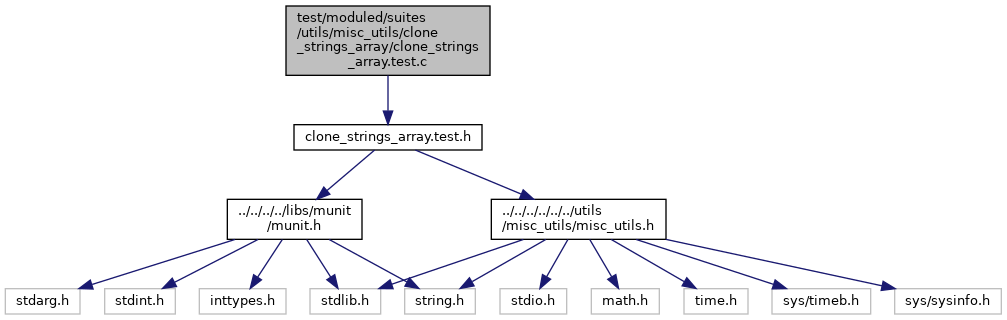 test/moduled/suites
/utils/misc_utils/clone
_strings_array/clone_strings
_array.test.c
clone_strings_array.test.h
../../../../libs/munit
/munit.h
../../../../../../utils
/misc_utils/misc_utils.h
stdarg.h
stdint.h
inttypes.h
stdlib.h
string.h
stdio.h
math.h
time.h
sys/timeb.h
sys/sysinfo.h